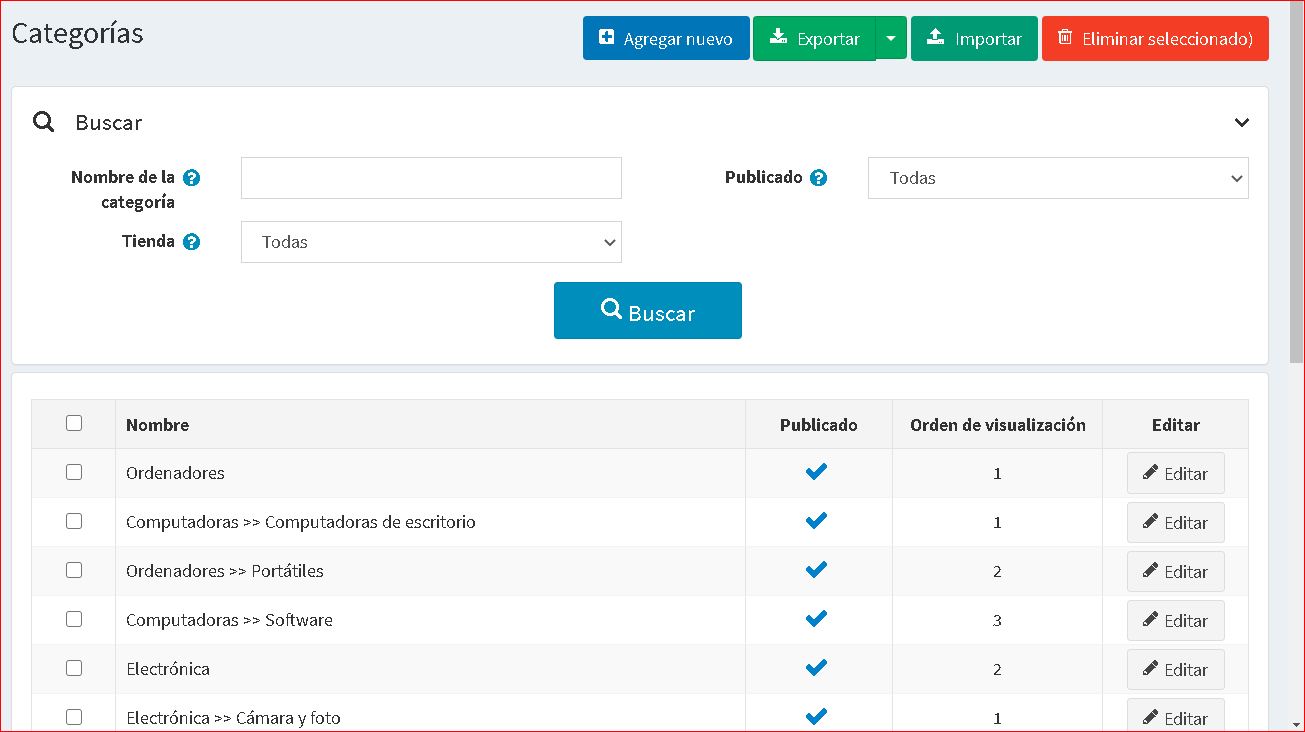 Categorías
Agregar nuevo
Exportar
Importar
Eliminar seleccionado)
Buscar
Nombre de la
categoría
Publicado
Todas
Tienda
Todas
Buscar
Nombre Publicado Orden de visualización Editar
Ordenadores 1 Editar
Computadoras >> Computadoras de escritorio 1 Editar
Ordenadores >> Portátiles 2 Editar
Computadoras >> Software 3 Editar
Electrónica 2 Editar
Electrónica >> Cámara y foto 1 Editar